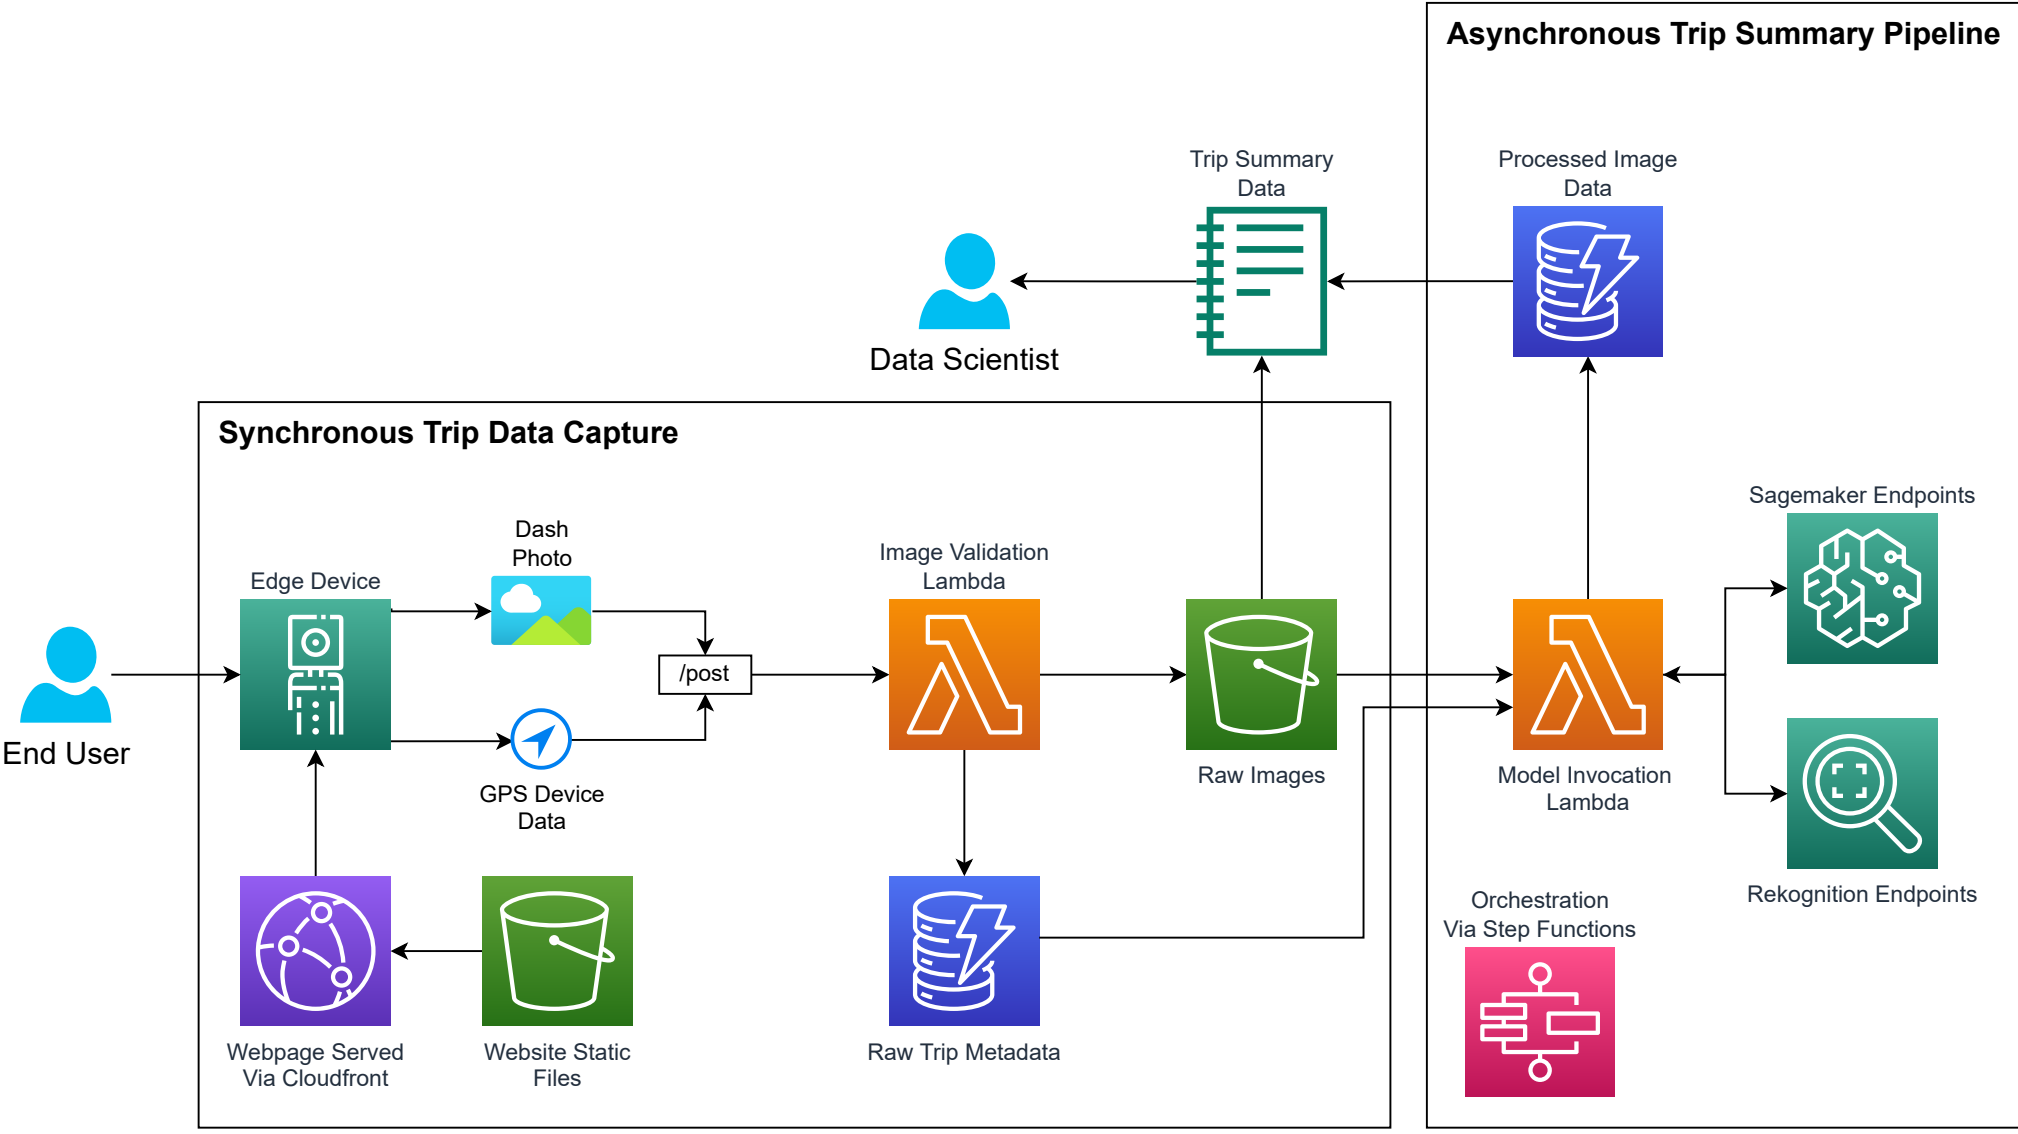 Asynchronous Trip Summary Pipeline
Trip Summary
Data
Processed Image
Data
Data Scientist
Synchronous Trip Data Capture
Sagemaker Endpoints
Dash
Photo
Image Validation
Lambda
Edge Device
/post
End User
GPS Device
Data
Raw Images
Model Invocation
Lambda
Rekognition Endpoints
Orchestration
Via Step Functions
Webpage Served
Via Cloudfront
Website Static
Files
Raw Trip Metadata